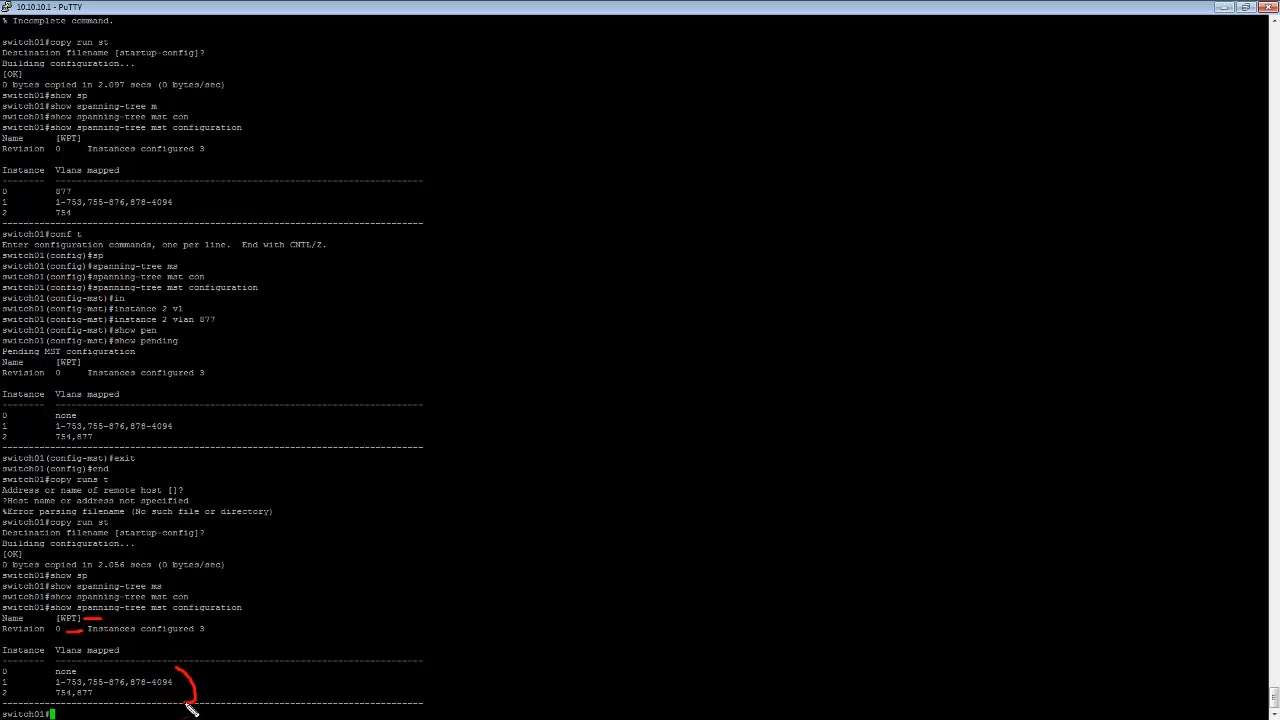 10.10.10.1 - PuTTY
% Incomplete command.
switch01#copy run st
Destination filename [startup-config]?
Building configuration...
[OK]
0 bytes copied in 2.097 secs (0 bytes/sec)
switch01#show sp
switch01#show spanning-tree m
switch01#show spanning-tree mst con
switch01#show spanning-tree mst configuration
Name      [WPT]
Revision  0     Instances configured 3
Instance  Vlans mapped
--------  ---------------------------------------------------------------------
0         877
1         1-753,755-876,878-4094
2         754
-------------------------------------------------------------------------------
switch01#conf t
Enter configuration commands, one per line.  End with CNTL/Z.
switch01(config)#sp
switch01(config)#spanning-tree ms
switch01(config)#spanning-tree mst con
switch01(config)#spanning-tree mst configuration
switch01(config-mst)#in
switch01(config-mst)#instance 2 vl
switch01(config-mst)#instance 2 vlan 877
switch01(config-mst)#show pen
switch01(config-mst)#show pending
Pending MST configuration
Name      [WPT]
Revision  0     Instances configured 3
Instance  Vlans mapped
--------  ---------------------------------------------------------------------
0         none
1         1-753,755-876,878-4094
2         754,877
-------------------------------------------------------------------------------
switch01(config-mst)#exit
switch01(config)#end
switch01#copy runs t
Address or name of remote host []?
?Host name or address not specified
%Error parsing filename (No such file or directory)
switch01#copy run st
Destination filename [startup-config]?
Building configuration...
[OK]
0 bytes copied in 2.056 secs (0 bytes/sec)
switch01#show sp
switch01#show spanning-tree ms
switch01#show spanning-tree mst con
switch01#show spanning-tree mst configuration
Name      [WPT]
Revision  0     Instances configured 3
Instance  Vlans mapped
--------  ---------------------------------------------------------------------
0         none
1         1-753,755-876,878-4094
2         754,877
-------------------------------------------------------------------------------
switch01#